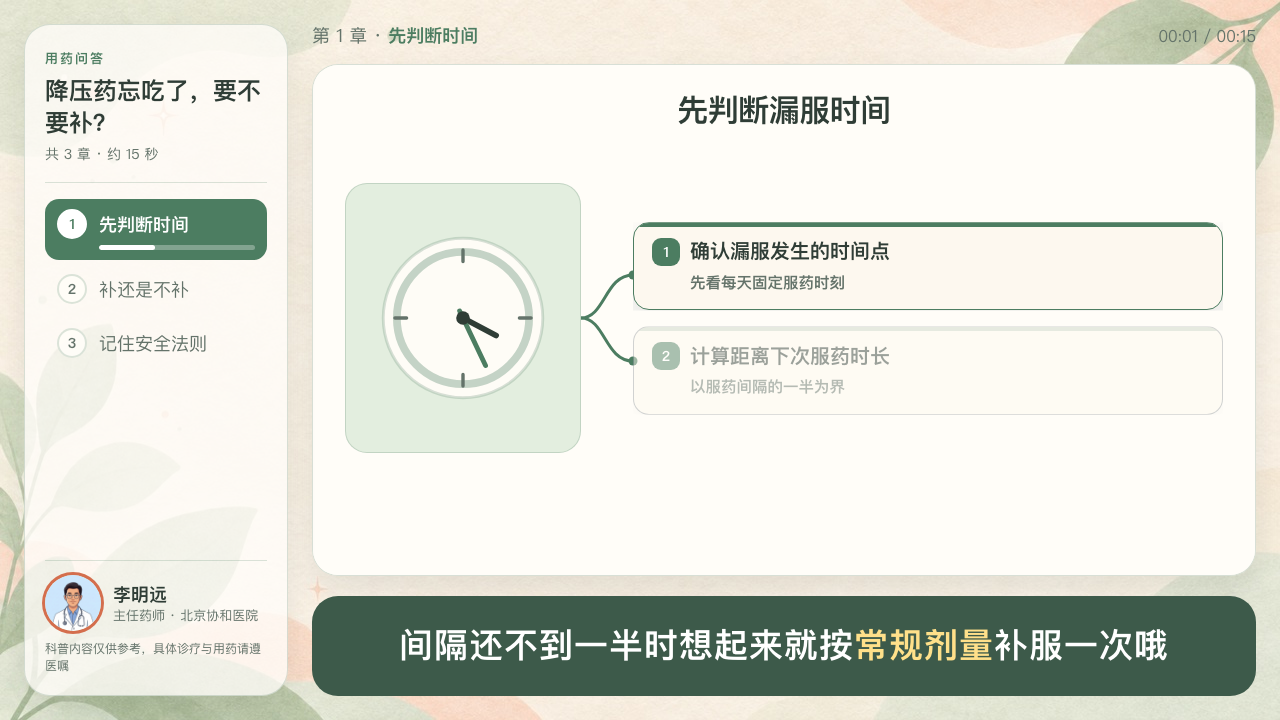 用药问答
降压药忘吃了，要不
要补?
共 3 章 · 约 15 秒
1 先判断时间
2 补还是不补
3 记住安全法则
李明远
主任药师 · 北京协和医院
科普内容仅供参考，具体诊疗与用药请遵
医嘱
第 1 章 · 先判断时间
00:01 / 00:15
先判断漏服时间
1 确认漏服发生的时间点
先看每天固定服药时刻
2 计算距离下次服药时长
以服药间隔的一半为界
间隔还不到一半时想起来就按常规剂量补服一次哦